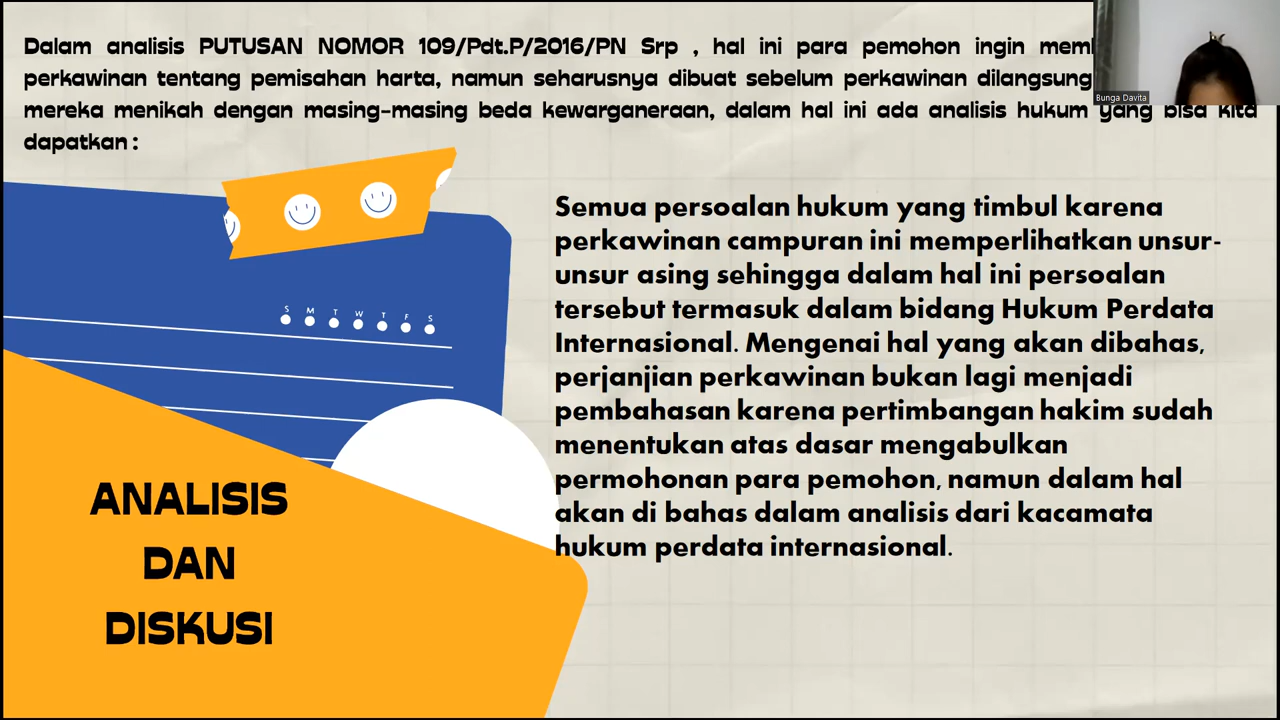 Dalam analisis PUTUSAN NOMOR 109/Pdt.P/2016/PN Srp , hal ini para pemohon ingin
perkawinan tentang pemisahan harta, namun seharusnya dibuat sebelum perkawinan
mereka menikah dengan masing-masing beda kewarganeraan, dalam hal ini ada analisis hukum yang bisa kita
dapatkan :
Bunga Davita
S M T W T F S
Semua persoalan hukum yang timbul karena
perkawinan campuran ini memperlihatkan unsur-
unsur asing sehingga dalam hal ini persoalan
tersebut termasuk dalam bidang Hukum Perdata
Internasional. Mengenai hal yang akan dibahas,
perjanjian perkawinan bukan lagi menjadi
pembahasan karena pertimbangan hakim sudah
menentukan atas dasar mengabulkan
permohonan para pemohon, namun dalam hal
akan di bahas dalam analisis dari kacamata
hukum perdata internasional.
ANALISIS
DAN
DISKUSI